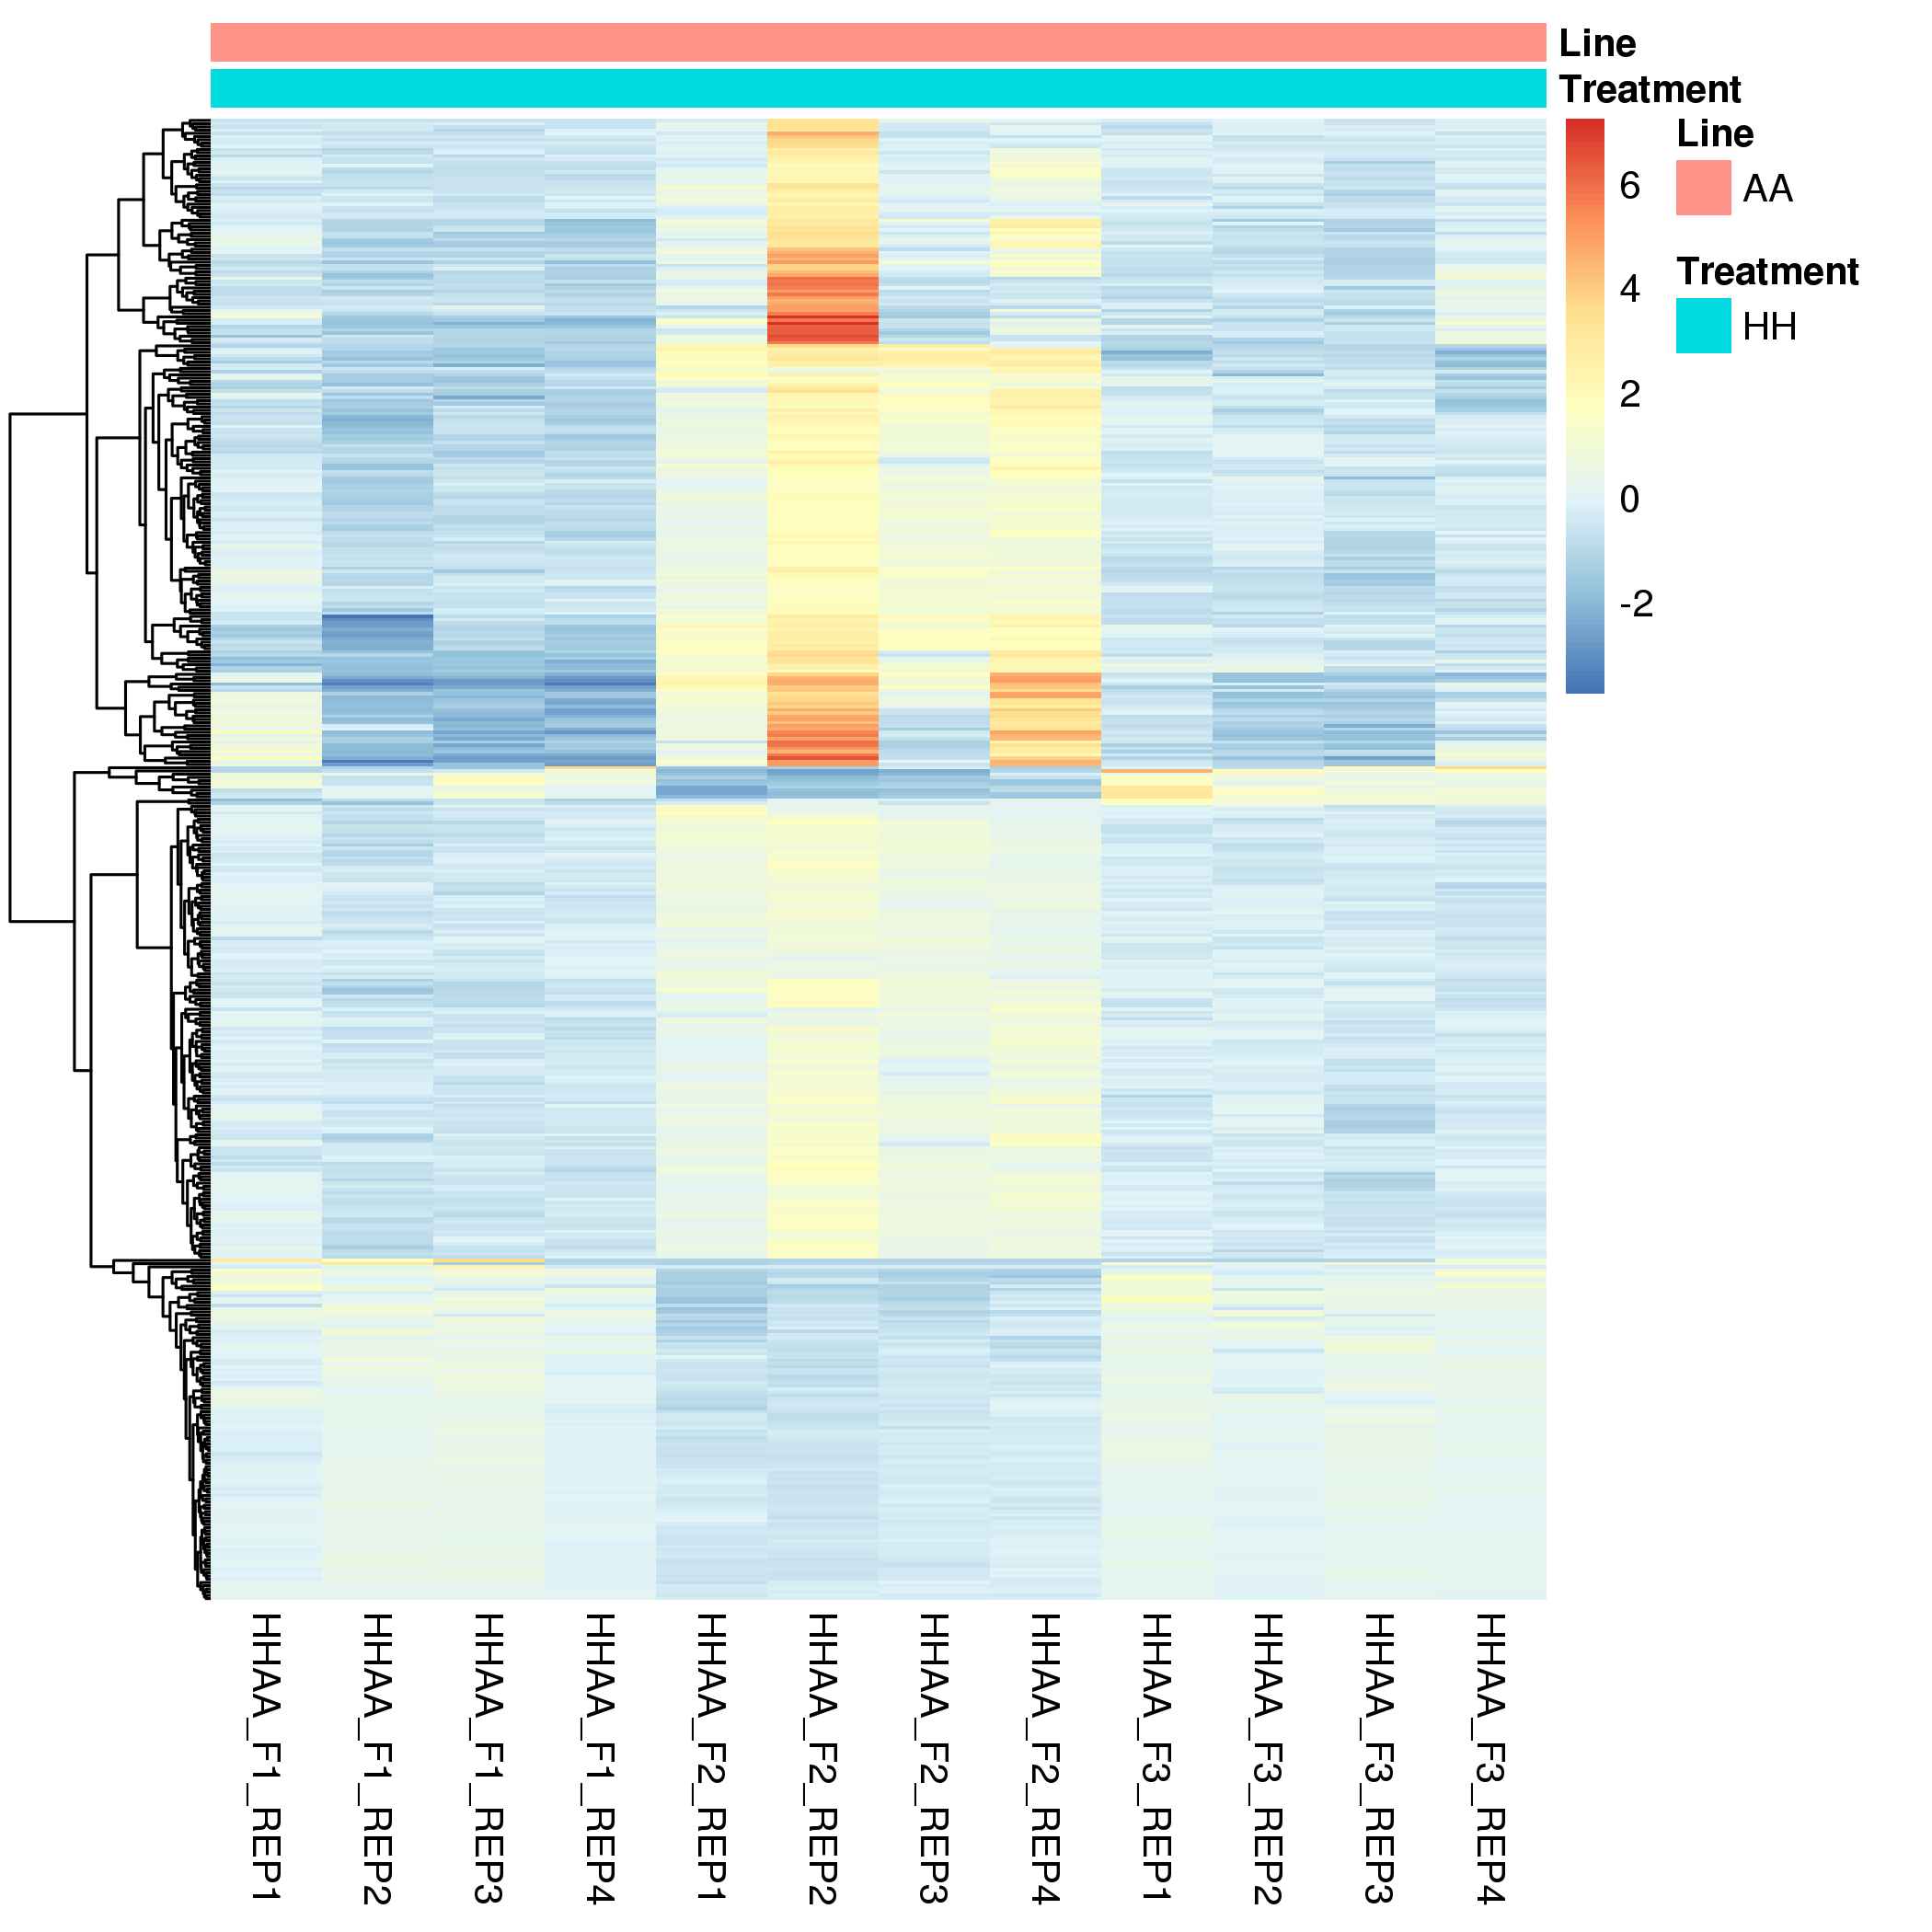 Line
Treatment
Line
AA
Treatment
HH
6
4
2
0
-2
HHAA_F1_REP1
HHAA_F1_REP2
HHAA_F1_REP3
HHAA_F1_REP4
HHAA_F2_REP1
HHAA_F2_REP2
HHAA_F2_REP3
HHAA_F2_REP4
HHAA_F3_REP1
HHAA_F3_REP2
HHAA_F3_REP3
HHAA_F3_REP4